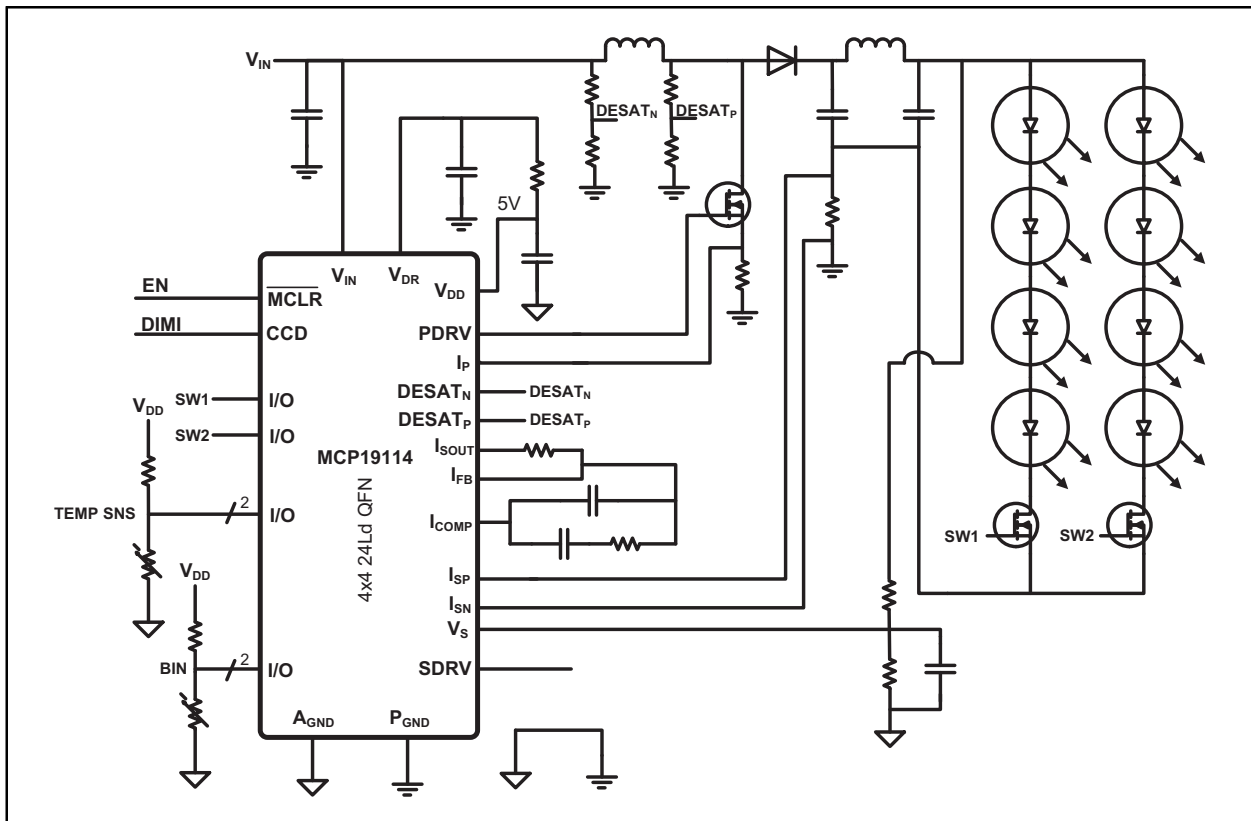 VIN
DESATN
DESATP
5V
EN
DIMI
MCLR
CCD
VIN
VDR
VDD
PDRV
IP
DESATN
DESATN
DESATP
DESATP
SW1
I/O
SW2
I/O
VDD
MCP19114
4x4 24Ld QFN
ISOUT
IFB
ICOMP
TEMP SNS
2
I/O
VDD
ISP
ISN
VS
BIN
2
I/O
SDRV
AGND
PGND
SW1
SW2